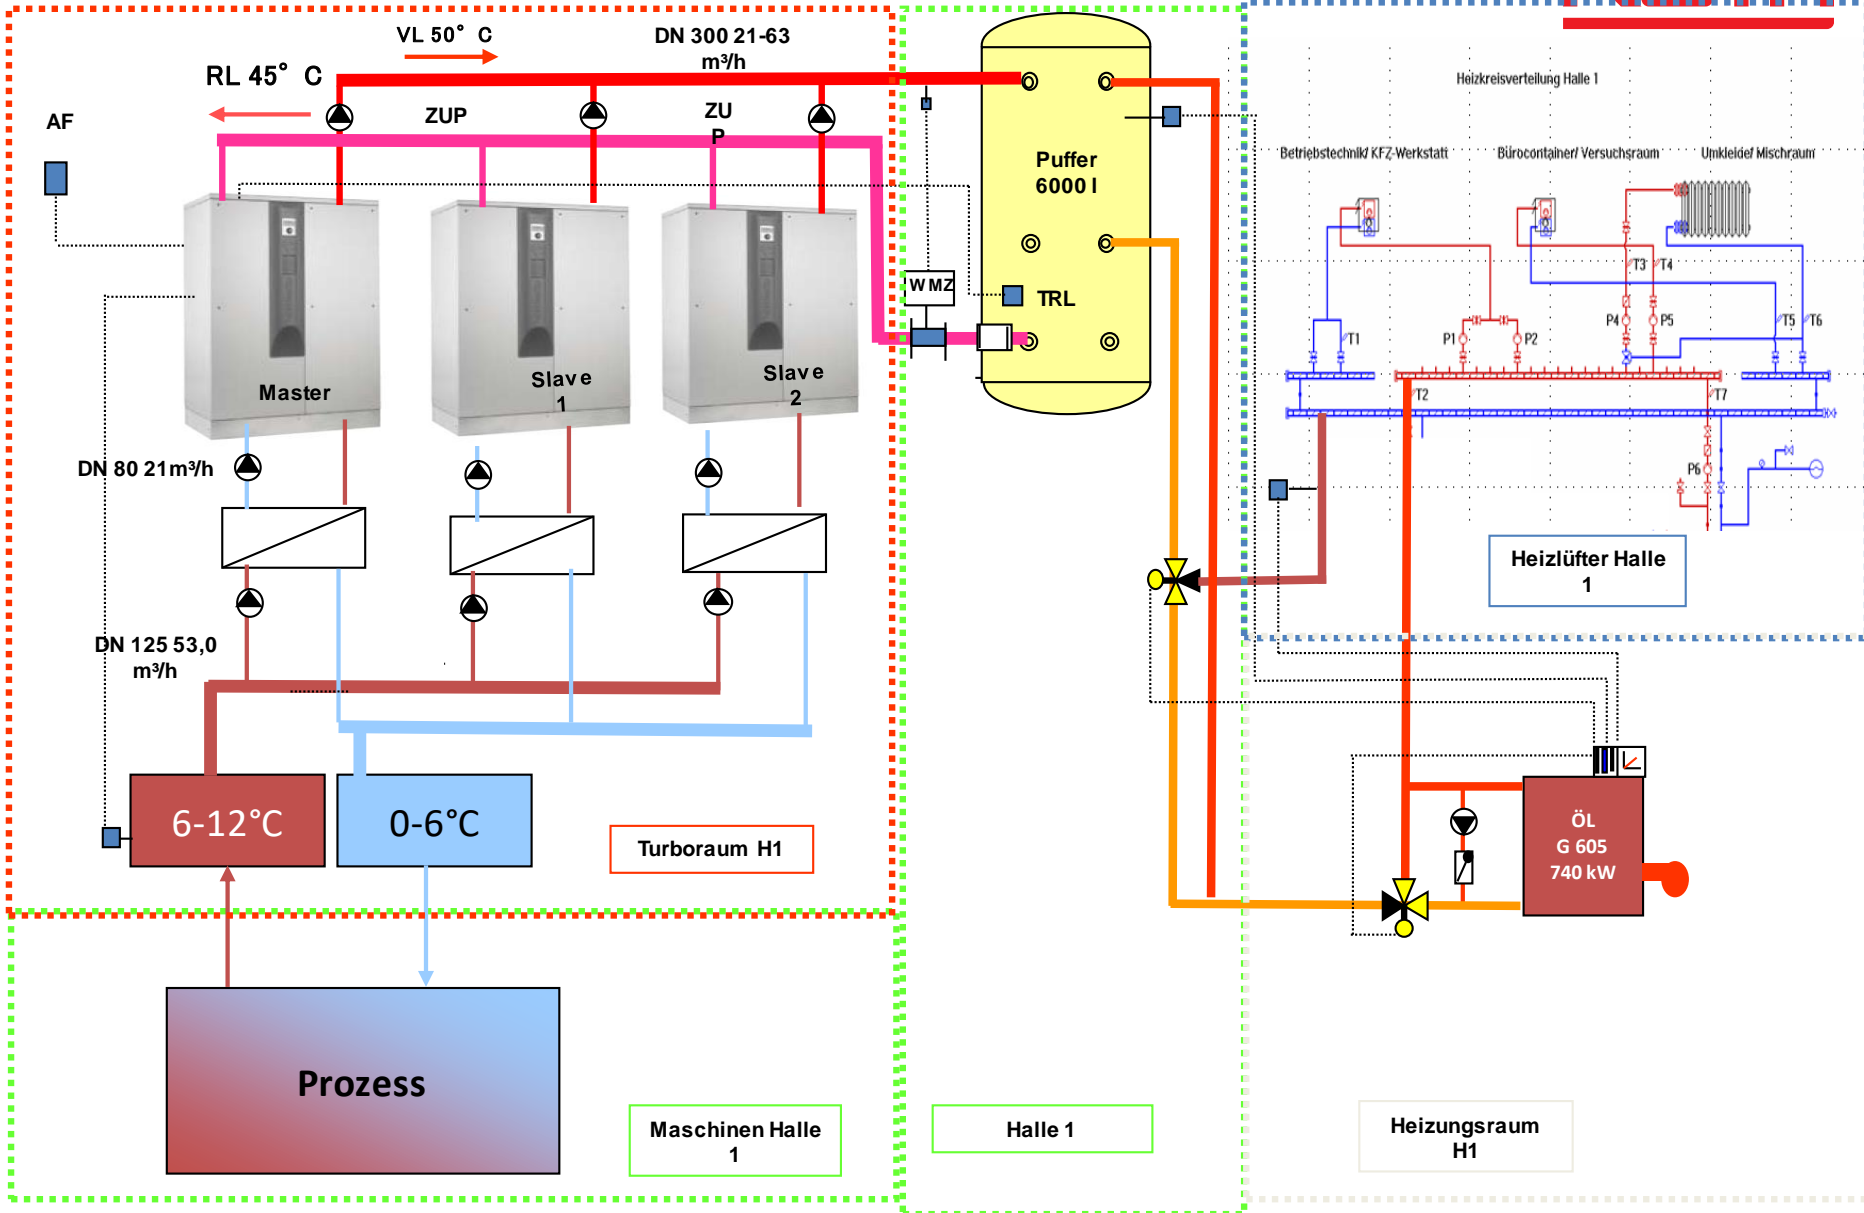 VL 50° C
DN 300 21-63
m³/h
RL 45° C
AF
ZUP
ZU
P
Puffer
6000 l
Heizkreisverteilung Halle 1
Betriebstechnik/ KFZ-Werkstatt
Bürocontainer/ Versuchsraum
Umkleide/ Mischraum
T3
T4
WMZ
TRL
P1
P2
P4
P5
T1
T5
T6
Master
Slave
1
Slave
2
T2
T7
P6
DN 80 21m³/h
Heizlüfter Halle
1
DN 125 53,0
m³/h
6-12°C
0-6°C
Turboraum H1
ÖL
G 605
740 kW
Prozess
Maschinen Halle
1
Halle 1
Heizungsraum
H1